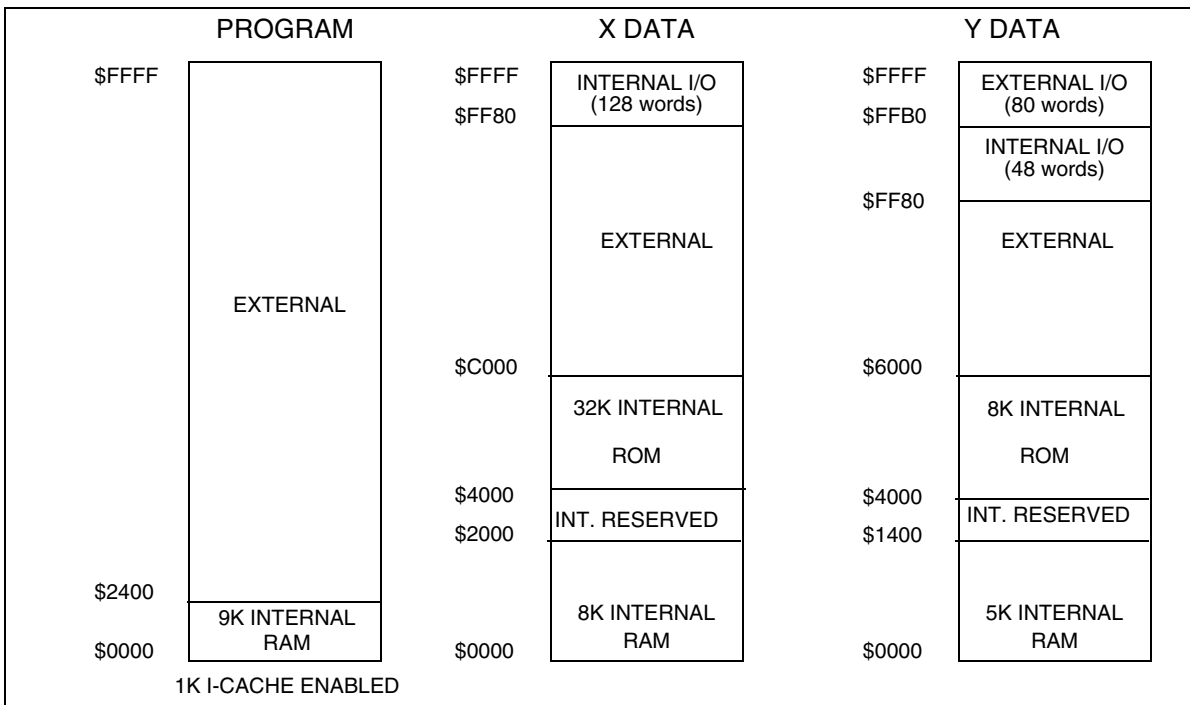 PROGRAM
$FFFF
EXTERNAL
$2400
9K INTERNAL
RAM
$0000
1K I-CACHE ENABLED
X DATA
$FFFF
INTERNAL I/O
(128 words)
$FF80
EXTERNAL
$C000
32K INTERNAL
ROM
$4000
INT. RESERVED
$2000
8K INTERNAL
RAM
$0000
Y DATA
$FFFF
EXTERNAL I/O
(80 words)
$FFB0
INTERNAL I/O
(48 words)
$FF80
EXTERNAL
$6000
8K INTERNAL
ROM
$4000
INT. RESERVED
$1400
5K INTERNAL
RAM
$0000